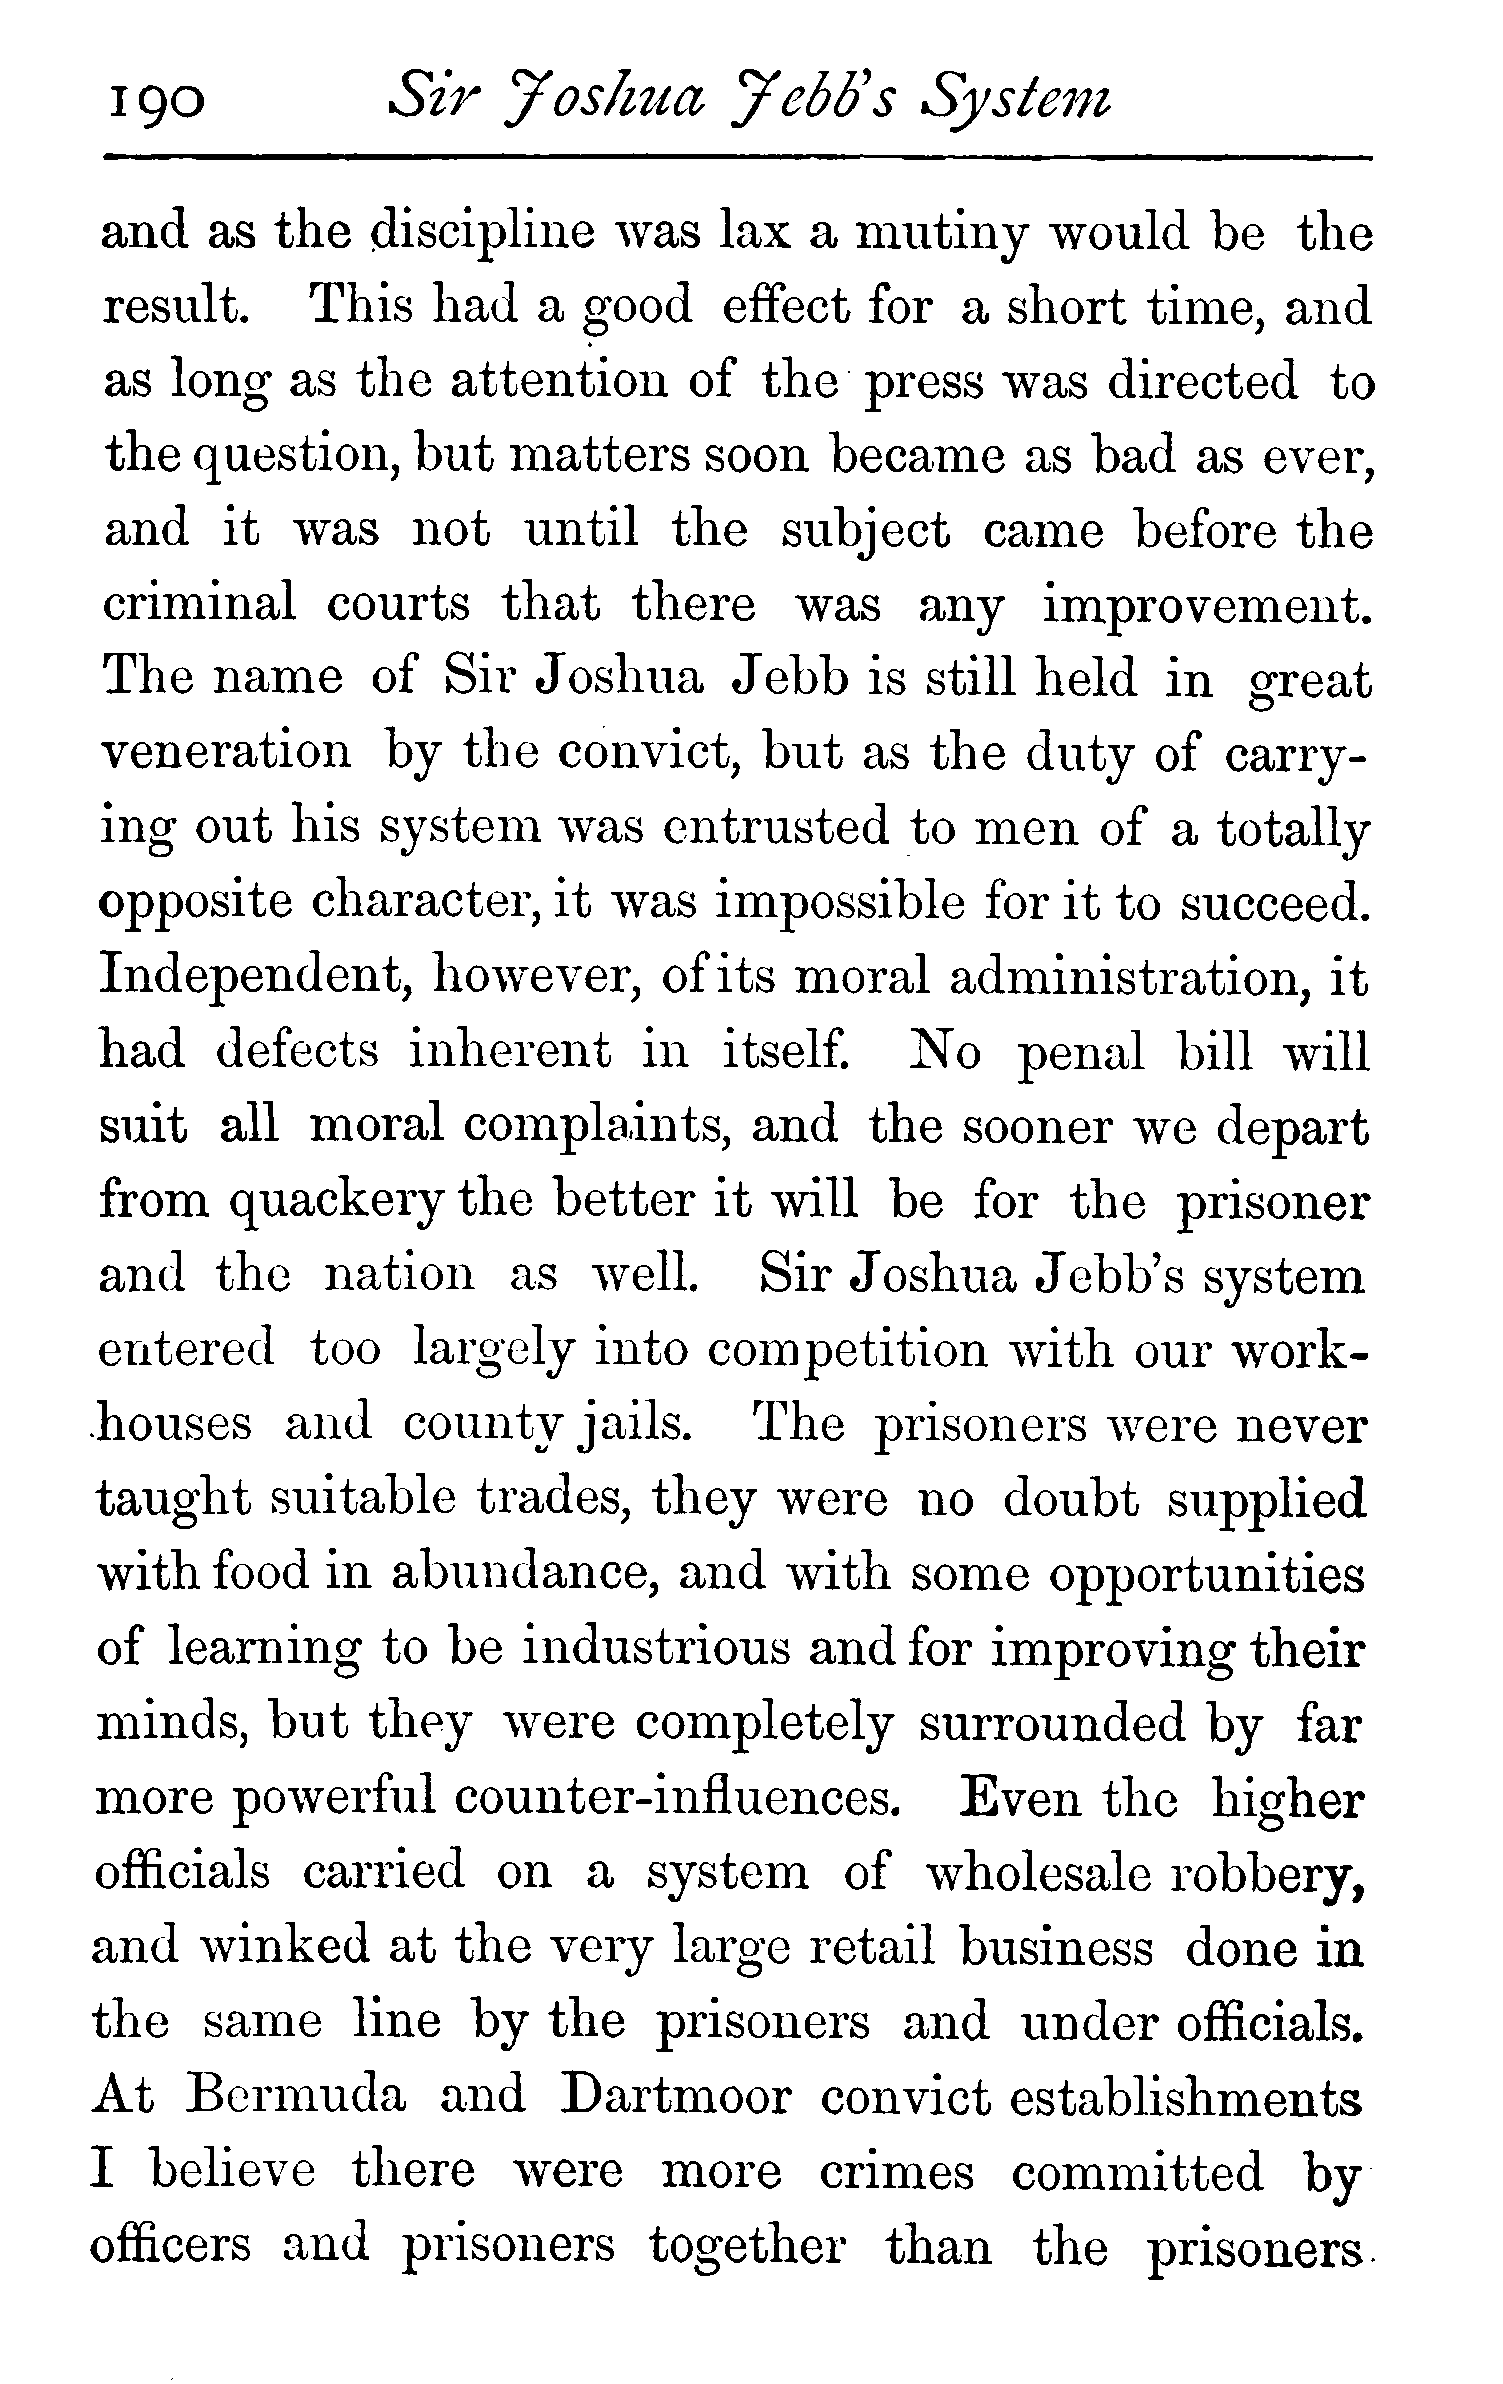 190 Sir Joshua Jebb's System
and as the discipline was lax a mutiny would be the
result. This had a good effect for a short time, and
as long as the attention of the press was directed to
the question, but matters soon became as bad as ever,
and it was not until the subject came before the
criminal courts that there was any improvement.
The name of Sir Joshua Jebb is still held in great
veneration by the convict, but as the duty of carry-
ing out his system was entrusted to men of a totally
opposite character, it was impossible for it to succeed.
Independent, however, of its moral administration, it
had defects inherent in itself. No penal bill will
suit all moral complaints, and the sooner we depart
from quackery the better it will be for the prisoner
and the nation as well. Sir Joshua Jebb's system
entered too largely into competition with our work-
houses and county jails. The prisoners were never
taught suitable trades, they were no doubt supplied
with food in abundance, and with some opportunities
of learning to be industrious and for improving their
minds, but they were completely surrounded by far
more powerful counter-influences. Even the higher
officials carried on a system of wholesale robbery,
and winked at the very large retail business done in
the same line by the prisoners and under officials.
At Bermuda and Dartmoor convict establishments
I believe there were more crimes committed by
officers and prisoners together than the prisoners